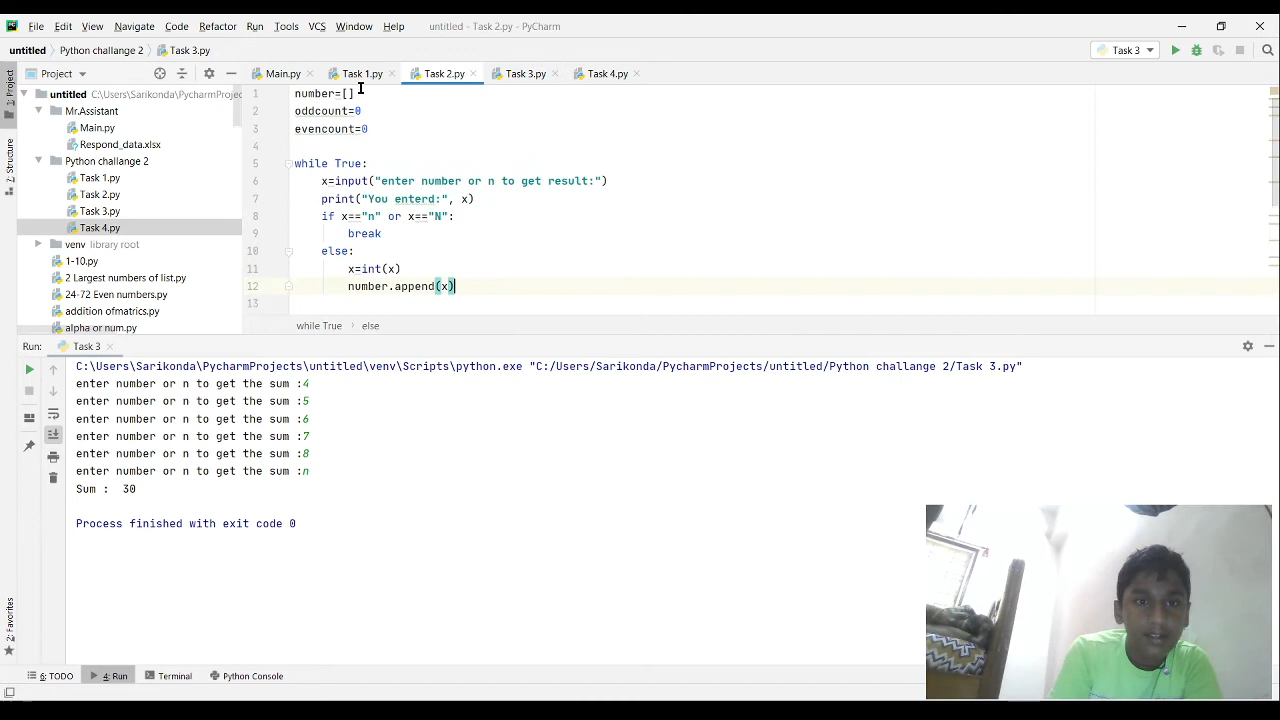 File Edit View Navigate Code Refactor Run Tools VCS Window Help untitled - Task 2.py - PyCharm
untitled Python challange 2 Task 3.py Task 3
1: Project
Project
Main.py Task 1.py Task 2.py Task 3.py Task 4.py
untitled C:\Users\Sarikonda\PycharmProjec
Mr.Assistant
Main.py
Respond_data.xlsx
Python challange 2
Task 1.py
Task 2.py
Task 3.py
Task 4.py
venv library root
1-10.py
2 Largest numbers of list.py
24-72 Even numbers.py
addition ofmatrics.py
alpha or num.py
7: Structure
1 number=[]
2 oddcount=0
3 evencount=0
4
5 while True:
6 x=input("enter number or n to get result:")
7 print("You enterd:", x)
8 if x=="n" or x=="N":
9 break
10 else:
11 x=int(x)
12 number.append(x)
13
while True › else
Run: Task 3
C:\Users\Sarikonda\PycharmProjects\untitled\venv\Scripts\python.exe "C:/Users/Sarikonda/PycharmProjects/untitled/Python challange 2/Task 3.py"
enter number or n to get the sum :4
enter number or n to get the sum :5
enter number or n to get the sum :6
enter number or n to get the sum :7
enter number or n to get the sum :8
enter number or n to get the sum :n
Sum :  30
Process finished with exit code 0
2: Favorites
6: TODO 4: Run Terminal Python Console